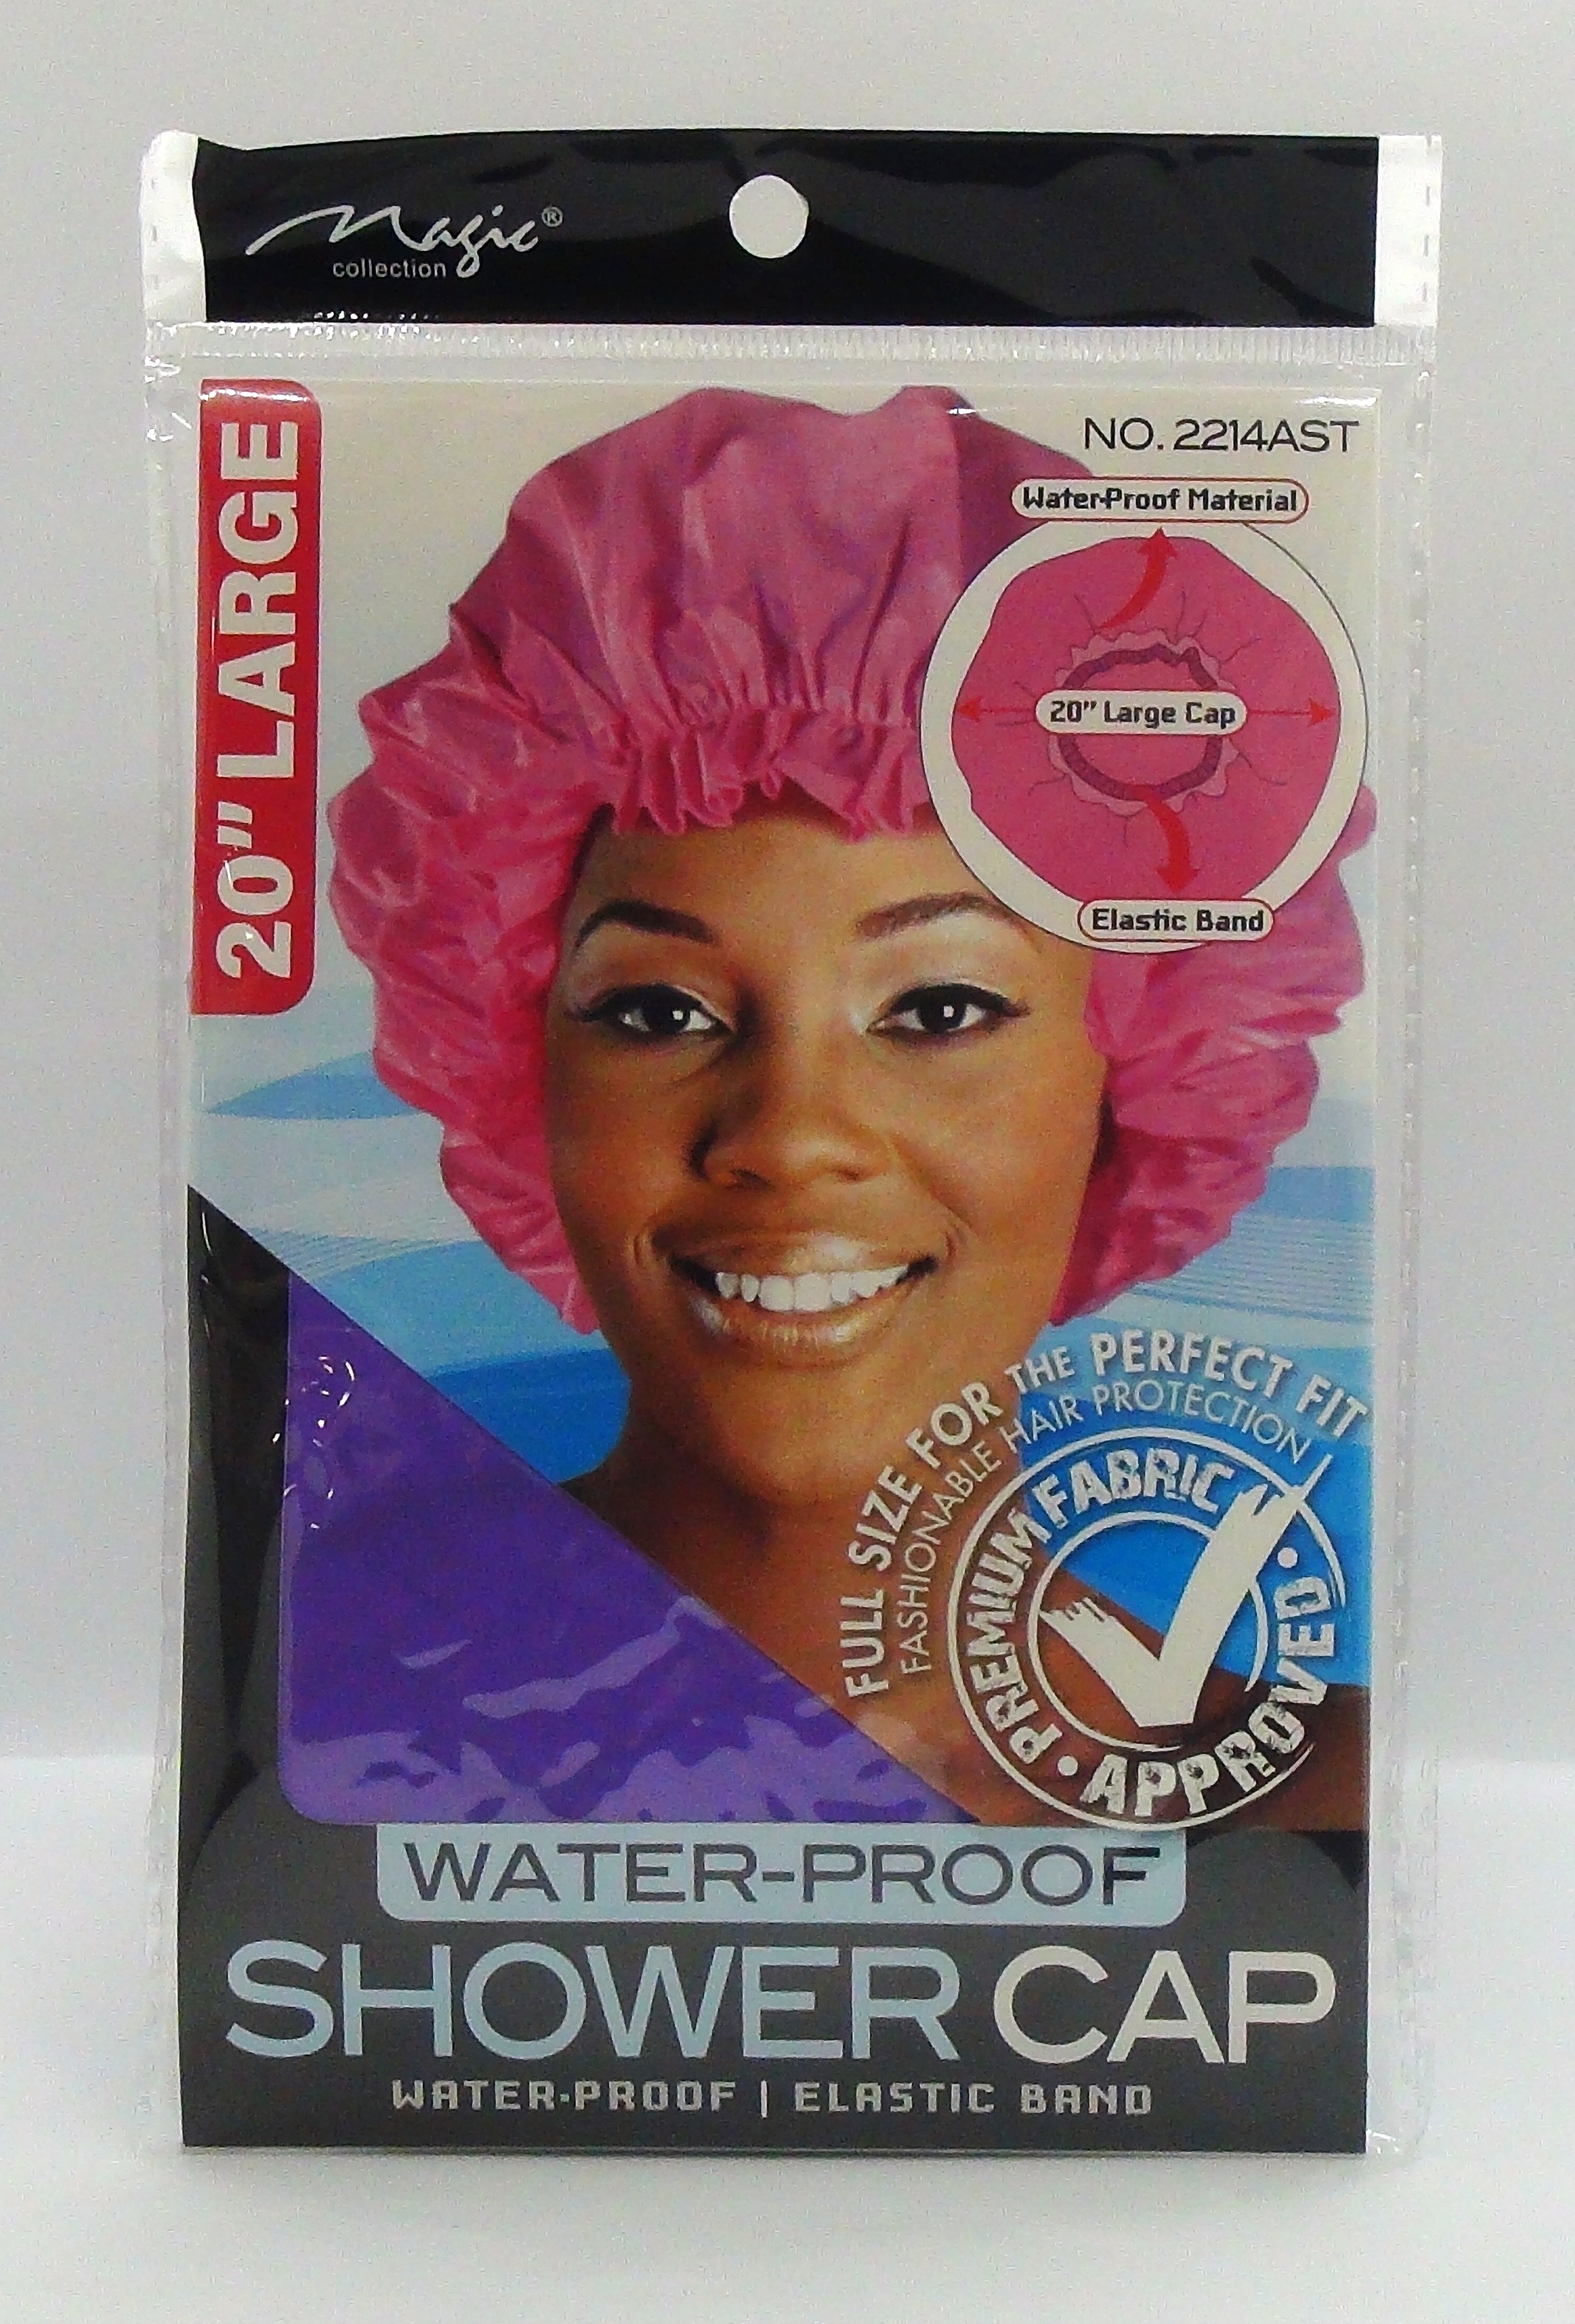 Magic®
collection
20" LARGE
NO. 2214AST
Water-Proof Material
20" Large Cap
Elastic Band
FULL SIZE FOR THE PERFECT FIT
FASHIONABLE HAIR PROTECTION
PREMIUM FABRIC
• APPROVED •
WATER-PROOF
SHOWER CAP
WATER-PROOF | ELASTIC BAND